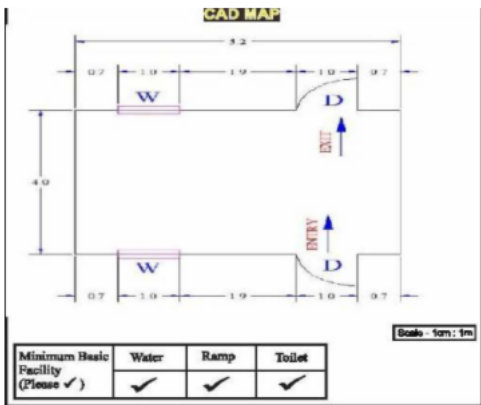 CAD MAP
5.2
0.7 1.0 1.9 1.0 0.7
W D
EXIT
4.0
ENTRY
W D
0.7 1.0 1.9 1.0 0.7
Scale - 1cm : 1m
Minimum Basic Water Ramp Toilet
Facility
(Please ✓) ✓ ✓ ✓